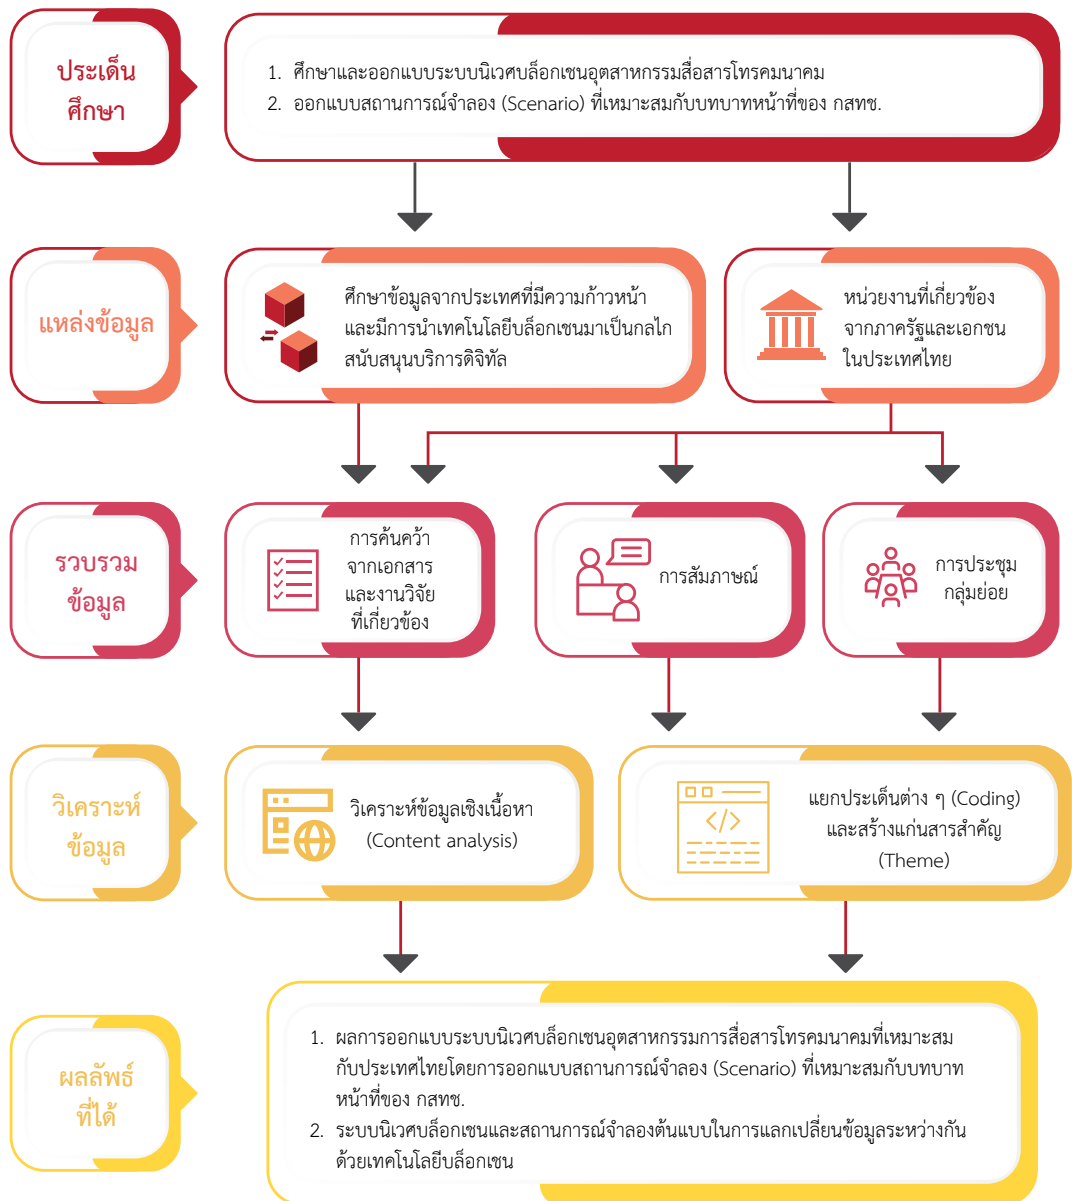 ประเด็น
ศึกษา
1. ศึกษาและออกแบบระบบนิเวศบล็อกเชนอุตสาหกรรมสื่อสารโทรคมนาคม
2. ออกแบบสถานการณ์จำลอง (Scenario) ที่เหมาะสมกับบทบาทหน้าที่ของ กสทช.
แหล่งข้อมูล
ศึกษาข้อมูลจากประเทศที่มีความก้าวหน้า
และมีการนำเทคโนโลยีบล็อกเชนมาเป็นกลไก
สนับสนุนบริการดิจิทัล
หน่วยงานที่เกี่ยวข้อง
จากภาครัฐและเอกชน
ในประเทศไทย
รวบรวม
ข้อมูล
การค้นคว้า
จากเอกสาร
และงานวิจัย
ที่เกี่ยวข้อง
การสัมภาษณ์
การประชุม
กลุ่มย่อย
วิเคราะห์
ข้อมูล
วิเคราะห์ข้อมูลเชิงเนื้อหา
(Content analysis)
แยกประเด็นต่าง ๆ (Coding)
และสร้างแก่นสารสำคัญ
(Theme)
ผลลัพธ์
ที่ได้
1. ผลการออกแบบระบบนิเวศบล็อกเชนอุตสาหกรรมการสื่อสารโทรคมนาคมที่เหมาะสม
กับประเทศไทยโดยการออกแบบสถานการณ์จำลอง (Scenario) ที่เหมาะสมกับบทบาท
หน้าที่ของ กสทช.
2. ระบบนิเวศบล็อกเชนและสถานการณ์จำลองต้นแบบในการแลกเปลี่ยนข้อมูลระหว่างกัน
ด้วยเทคโนโลยีบล็อกเชน